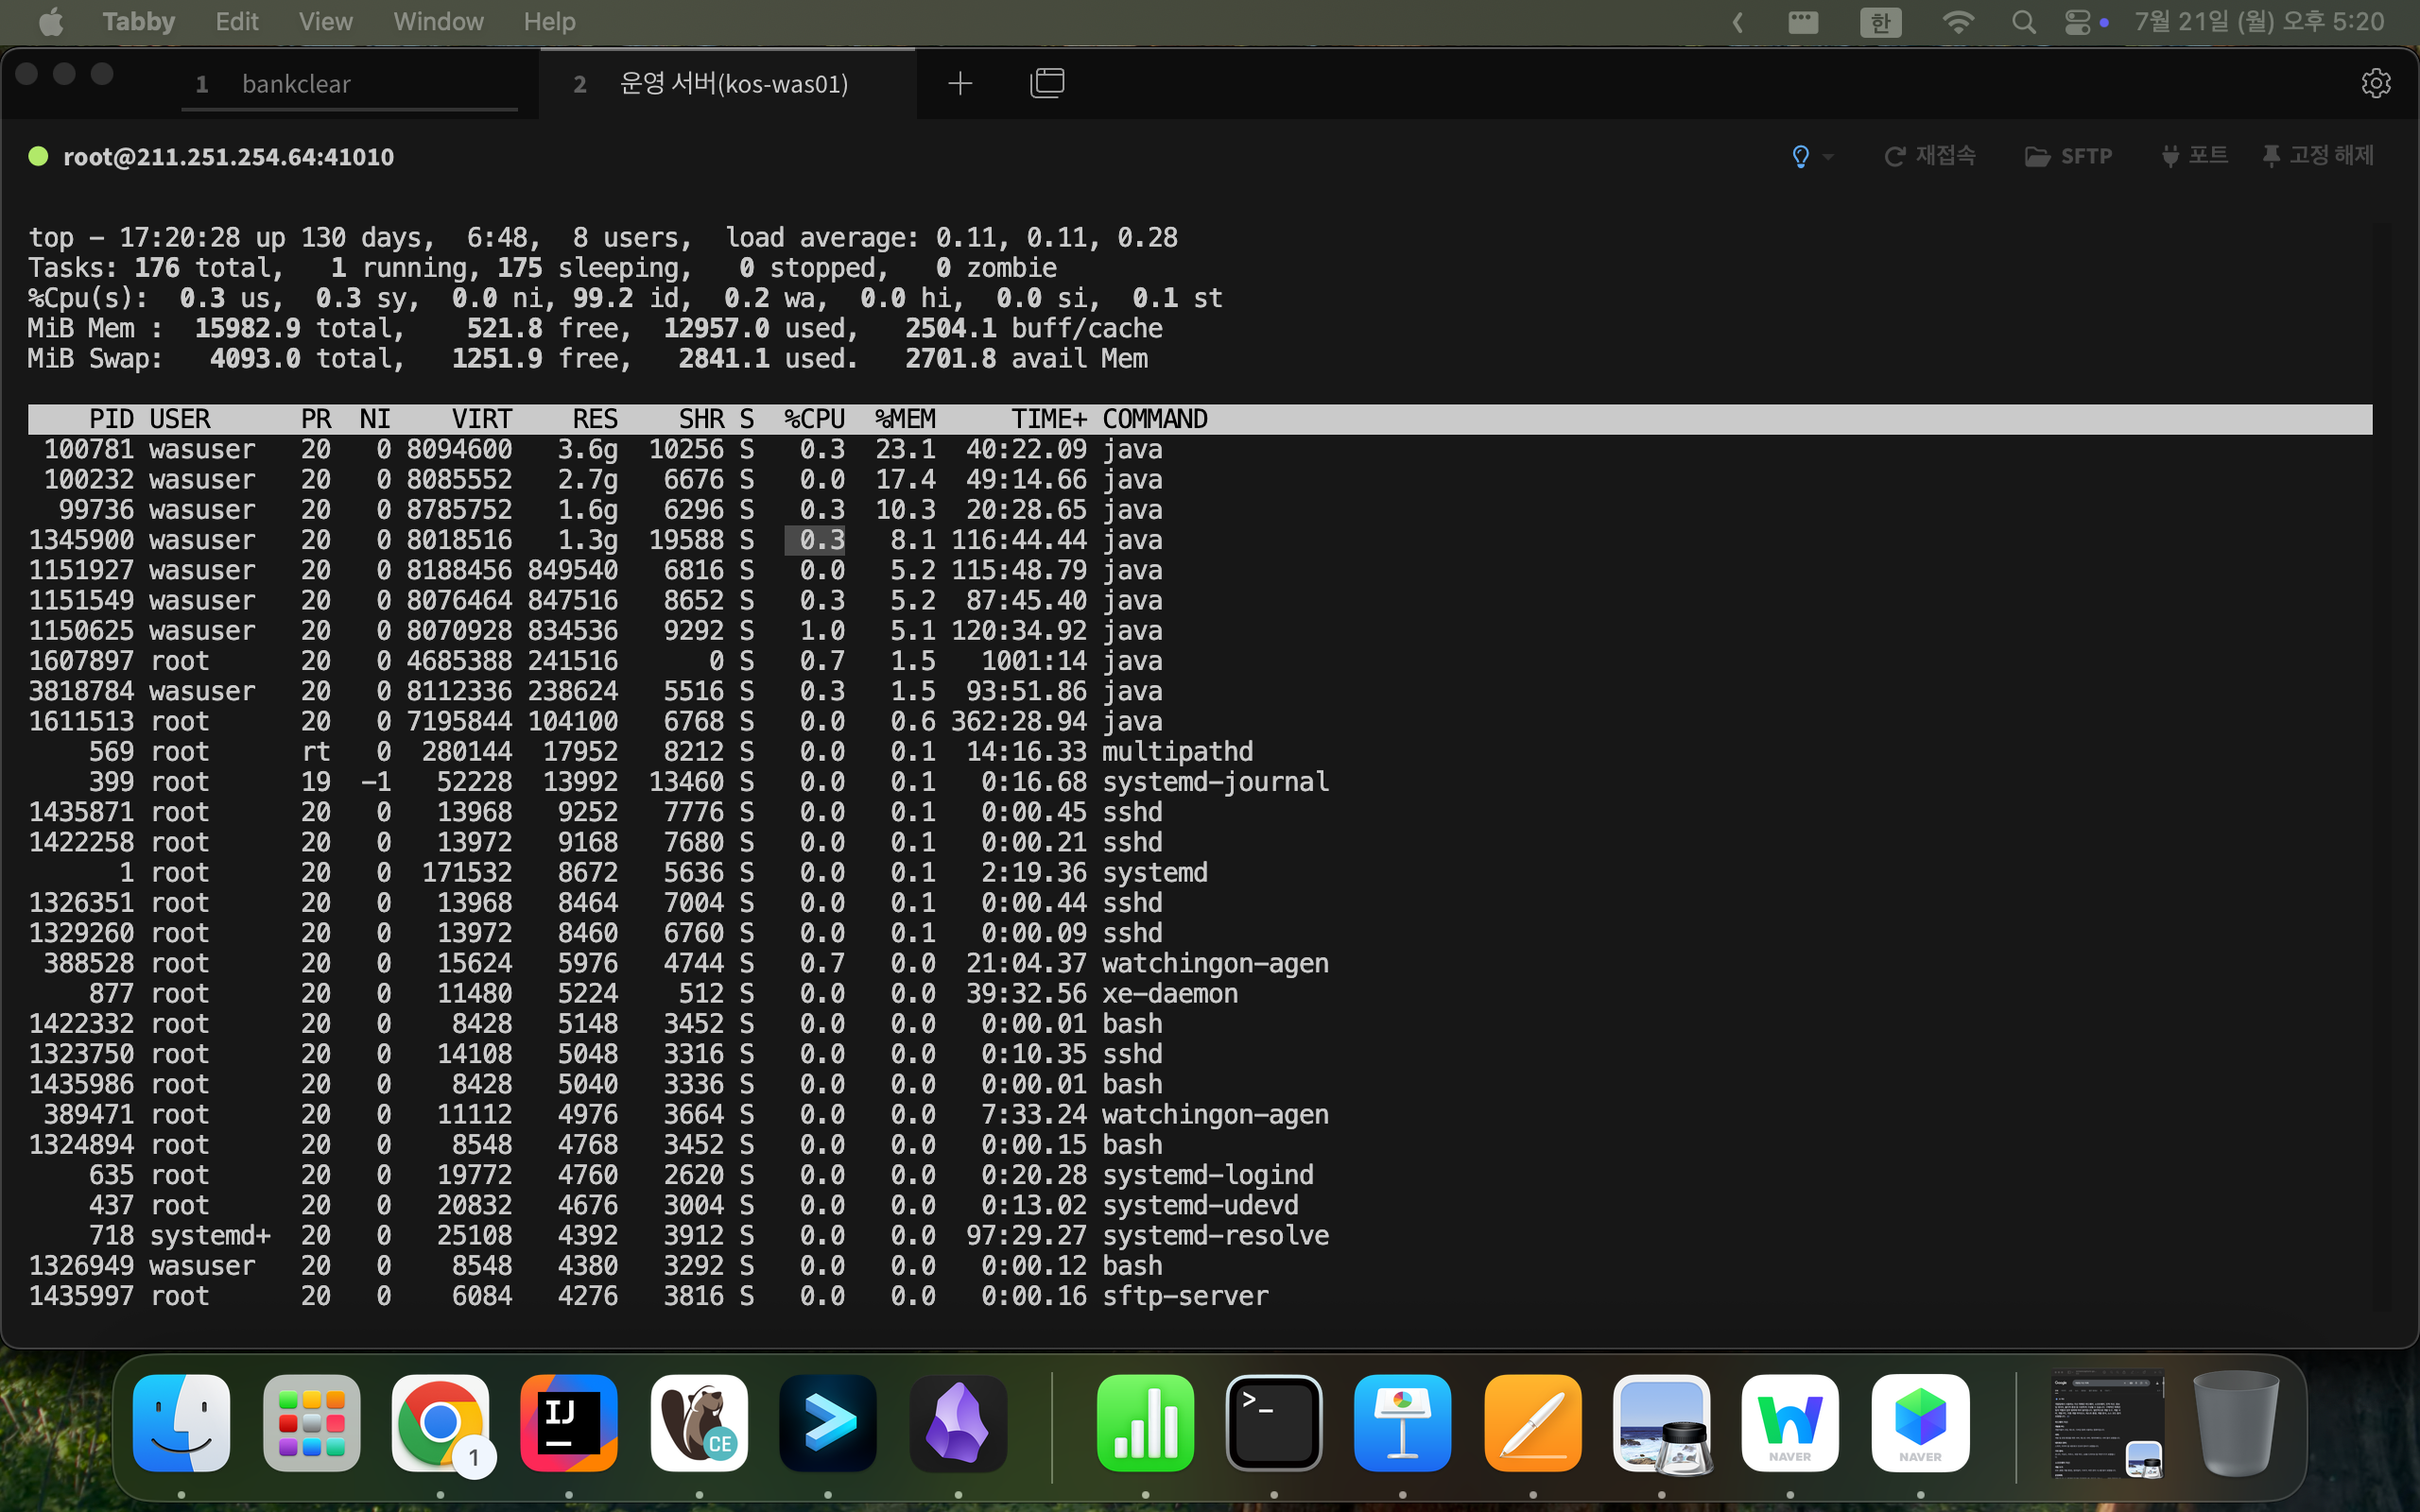 Tabby Edit View Window Help 한 7월 21일 (월) 오후 5:20
1 bankclear 2 운영 서버(kos-was01)
root@211.251.254.64:41010 재접속 SFTP 포트 고정 해제
top - 17:20:28 up 130 days, 6:48, 8 users, load average: 0.11, 0.11, 0.28
Tasks: 176 total, 1 running, 175 sleeping, 0 stopped, 0 zombie
%Cpu(s): 0.3 us, 0.3 sy, 0.0 ni, 99.2 id, 0.2 wa, 0.0 hi, 0.0 si, 0.1 st
MiB Mem : 15982.9 total, 521.8 free, 12957.0 used, 2504.1 buff/cache
MiB Swap: 4093.0 total, 1251.9 free, 2841.1 used. 2701.8 avail Mem
PID USER PR NI VIRT RES SHR S %CPU %MEM TIME+ COMMAND
100781 wasuser 20 0 8094600 3.6g 10256 S 0.3 23.1 40:22.09 java
100232 wasuser 20 0 8085552 2.7g 6676 S 0.0 17.4 49:14.66 java
99736 wasuser 20 0 8785752 1.6g 6296 S 0.3 10.3 20:28.65 java
1345900 wasuser 20 0 8018516 1.3g 19588 S 0.3 8.1 116:44.44 java
1151927 wasuser 20 0 8188456 849540 6816 S 0.0 5.2 115:48.79 java
1151549 wasuser 20 0 8076464 847516 8652 S 0.3 5.2 87:45.40 java
1150625 wasuser 20 0 8070928 834536 9292 S 1.0 5.1 120:34.92 java
1607897 root 20 0 4685388 241516 0 S 0.7 1.5 1001:14 java
3818784 wasuser 20 0 8112336 238624 5516 S 0.3 1.5 93:51.86 java
1611513 root 20 0 7195844 104100 6768 S 0.0 0.6 362:28.94 java
569 root rt 0 280144 17952 8212 S 0.0 0.1 14:16.33 multipathd
399 root 19 -1 52228 13992 13460 S 0.0 0.1 0:16.68 systemd-journal
1435871 root 20 0 13968 9252 7776 S 0.0 0.1 0:00.45 sshd
1422258 root 20 0 13972 9168 7680 S 0.0 0.1 0:00.21 sshd
1 root 20 0 171532 8672 5636 S 0.0 0.1 2:19.36 systemd
1326351 root 20 0 13968 8464 7004 S 0.0 0.1 0:00.44 sshd
1329260 root 20 0 13972 8460 6760 S 0.0 0.1 0:00.09 sshd
388528 root 20 0 15624 5976 4744 S 0.7 0.0 21:04.37 watchingon-agen
877 root 20 0 11480 5224 512 S 0.0 0.0 39:32.56 xe-daemon
1422332 root 20 0 8428 5148 3452 S 0.0 0.0 0:00.01 bash
1323750 root 20 0 14108 5048 3316 S 0.0 0.0 0:10.35 sshd
1435986 root 20 0 8428 5040 3336 S 0.0 0.0 0:00.01 bash
389471 root 20 0 11112 4976 3664 S 0.0 0.0 7:33.24 watchingon-agen
1324894 root 20 0 8548 4768 3452 S 0.0 0.0 0:00.15 bash
635 root 20 0 19772 4760 2620 S 0.0 0.0 0:20.28 systemd-logind
437 root 20 0 20832 4676 3004 S 0.0 0.0 0:13.02 systemd-udevd
718 systemd+ 20 0 25108 4392 3912 S 0.0 0.0 97:29.27 systemd-resolve
1326949 wasuser 20 0 8548 4380 3292 S 0.0 0.0 0:00.12 bash
1435997 root 20 0 6084 4276 3816 S 0.0 0.0 0:00.16 sftp-server
1 IJ CE >_ NAVER NAVER